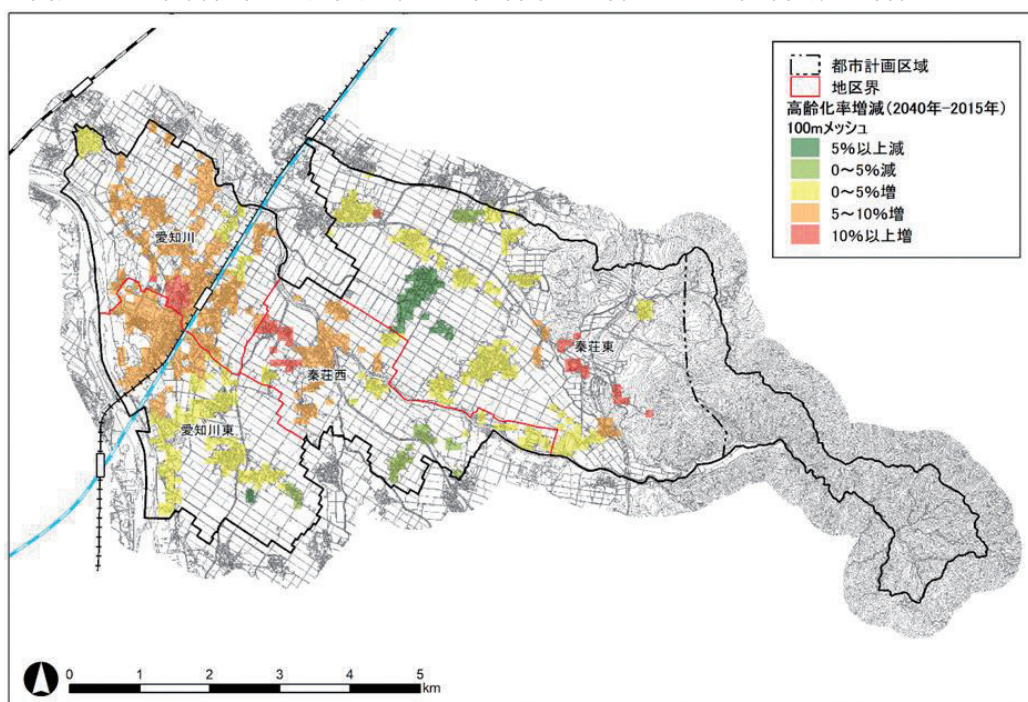 都市計画区域
地区界
高齢化率増減(2040年-2015年)
100mメッシュ
5%以上減
0～5%減
0～5%増
5～10%増
10%以上増
愛知川
秦荘東
秦荘西
愛知川東
0 1 2 3 4 5
km